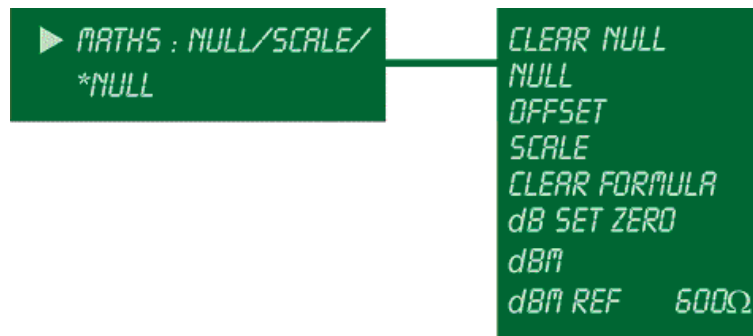 ▶ MATHS : NULL/SCALE/
*NULL
CLEAR NULL
NULL
OFFSET
SCALE
CLEAR FORMULA
dB SET ZERO
dBM
dBM REF 600Ω